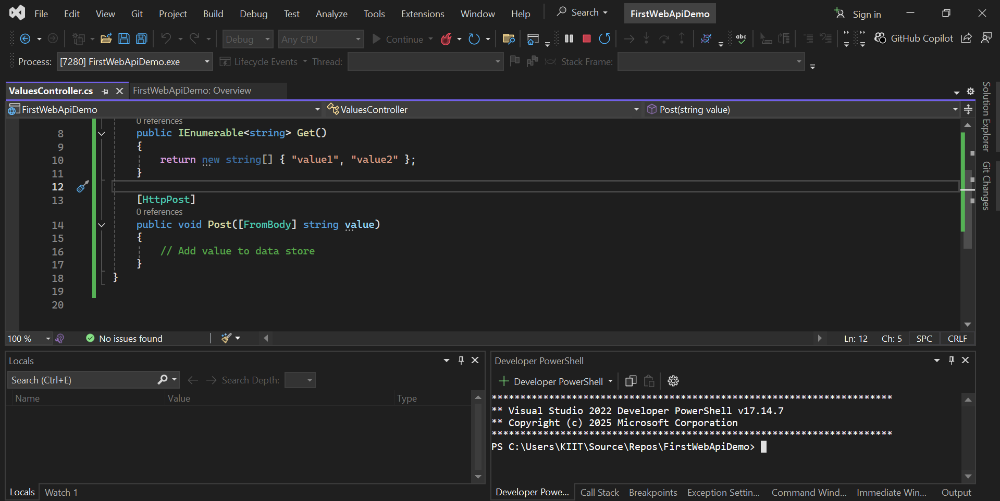 File Edit View Git Project Build Debug Test Analyze Tools Extensions Window Help Search FirstWebApiDemo Sign in
Debug Any CPU Continue abc GitHub Copilot
Process: [7280] FirstWebApiDemo.exe Lifecycle Events Thread: Stack Frame:
ValuesController.cs FirstWebApiDemo: Overview
FirstWebApiDemo ValuesController Post(string value)
0 references
8 public IEnumerable<string> Get()
9 {
10 return new string[] { "value1", "value2" };
11 }
12
13 [HttpPost]
0 references
14 public void Post([FromBody] string value)
15 {
16 // Add value to data store
17 }
18 }
19
20
100 % No issues found Ln: 12 Ch: 5 SPC CRLF
Solution Explorer
Git Changes
Locals
Search (Ctrl+E) Search Depth:
Name Value Type
Locals Watch 1
Developer PowerShell
Developer PowerShell
**********************************************************************
** Visual Studio 2022 Developer PowerShell v17.14.7
** Copyright (c) 2025 Microsoft Corporation
**********************************************************************
PS C:\Users\KIIT\Source\Repos\FirstWebApiDemo>
Developer Powe... Call Stack Breakpoints Exception Settin... Command Wind... Immediate Win... Output